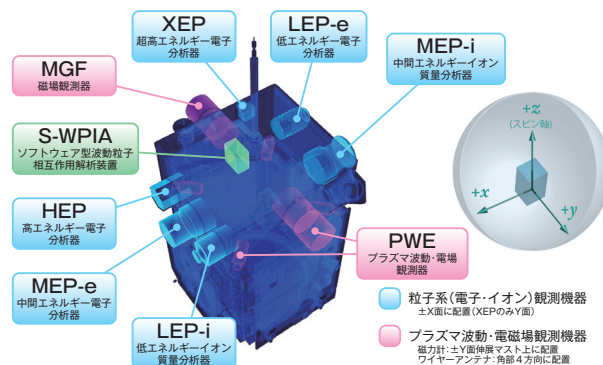 XEP
超高エネルギー電子
分析器
LEP-e
低エネルギー電子
分析器
MEP-i
中間エネルギーイオン
質量分析器
MGF
磁場観測器
S-WPIA
ソフトウェア型波動粒子
相互作用解析装置
HEP
高エネルギー電子
分析器
MEP-e
中間エネルギー電子
分析器
LEP-i
低エネルギーイオン
質量分析器
PWE
プラズマ波動・電場
観測器
+z
(スピン軸)
+x
+y
粒子系(電子・イオン)観測機器
±X面に配置(XEPのみY面)
プラズマ波動・電磁場観測機器
磁力計:±Y面伸展マスト上に配置
ワイヤーアンテナ:角部4方向に配置